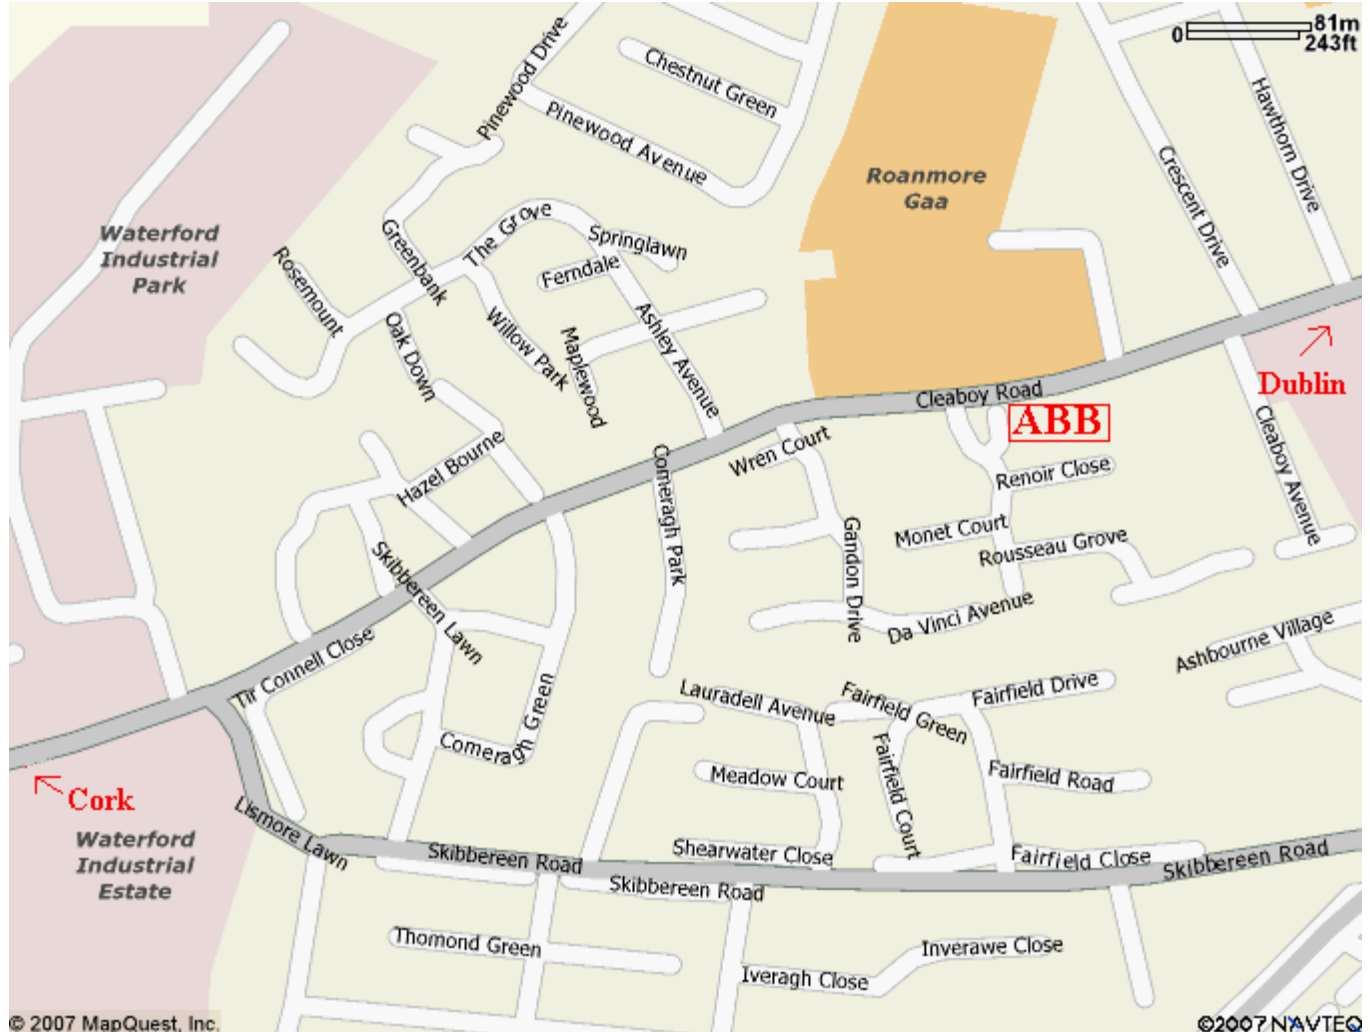 81m
0
243ft
Pinewood Drive
Chestnut Green
Pinewood Avenue
Hawthorn Drive
Crescent Drive
Roanmore
Gaa
Waterford
Industrial
Park
The Grove
Greenbank
Springlawn
Ferndale
Rosemount
Oak Down
Willow Park
Maplewood
Ashley Avenue
Dublin
Cleaboy Road
ABB
Cleaboy Avenue
Wren Court
Hazel Bourne
Comeragh Park
Renoir Close
Monet Court
Gandon Drive
Rousseau Grove
Skibbereen Lawn
Da Vinci Avenue
Ashbourne Village
Tir Connell Close
Lauradell Avenue
Fairfield Green
Fairfield Drive
Comeragh Green
Fairfield Court
Meadow Court
Fairfield Road
Cork
Lismore Lawn
Waterford
Industrial
Estate
Skibbereen Road
Shearwater Close
Fairfield Close
Skibbereen Road
Skibbereen Road
Thomond Green
Inverawe Close
Iveragh Close
© 2007 MapQuest, Inc.
©2007 NAVTEQ